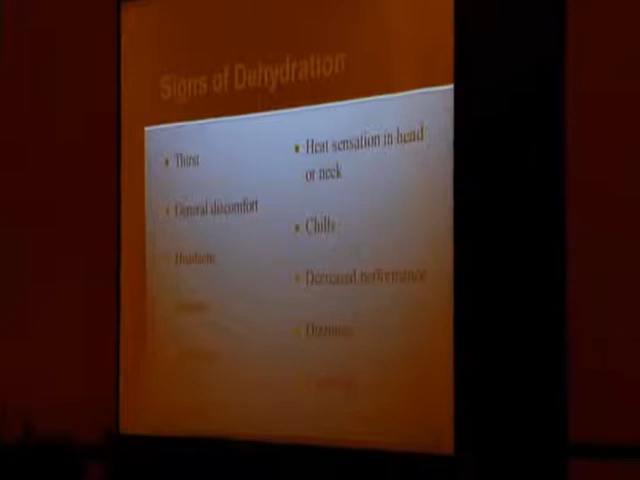 Signs of Dehydration
Thirst
General discomfort
Headache
Heat sensation in head
or neck
Chills
Decreased performance
Dizziness